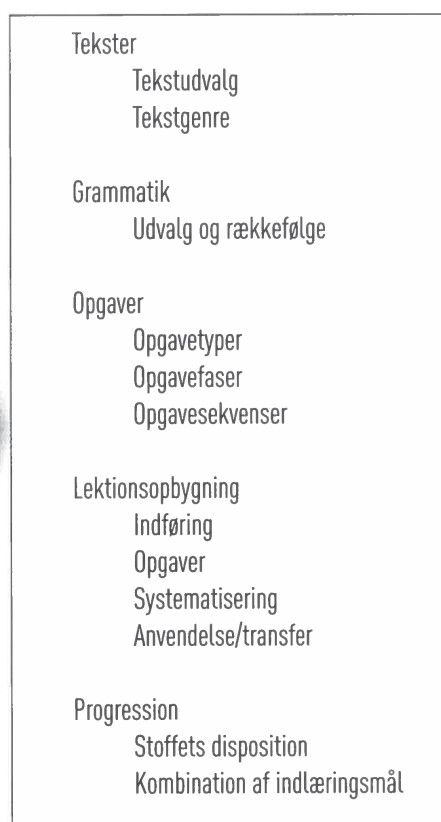 Tekster
Tekstudvalg
Tekstgenre
Grammatik
Udvalg og rækkefølge
Opgaver
Opgavetyper
Opgavefaser
Opgavesekvenser
Lektionsopbygning
Indføring
Opgaver
Systematisering
Anvendelse/transfer
Progression
Stoffets disposition
Kombination af indlæringsmål